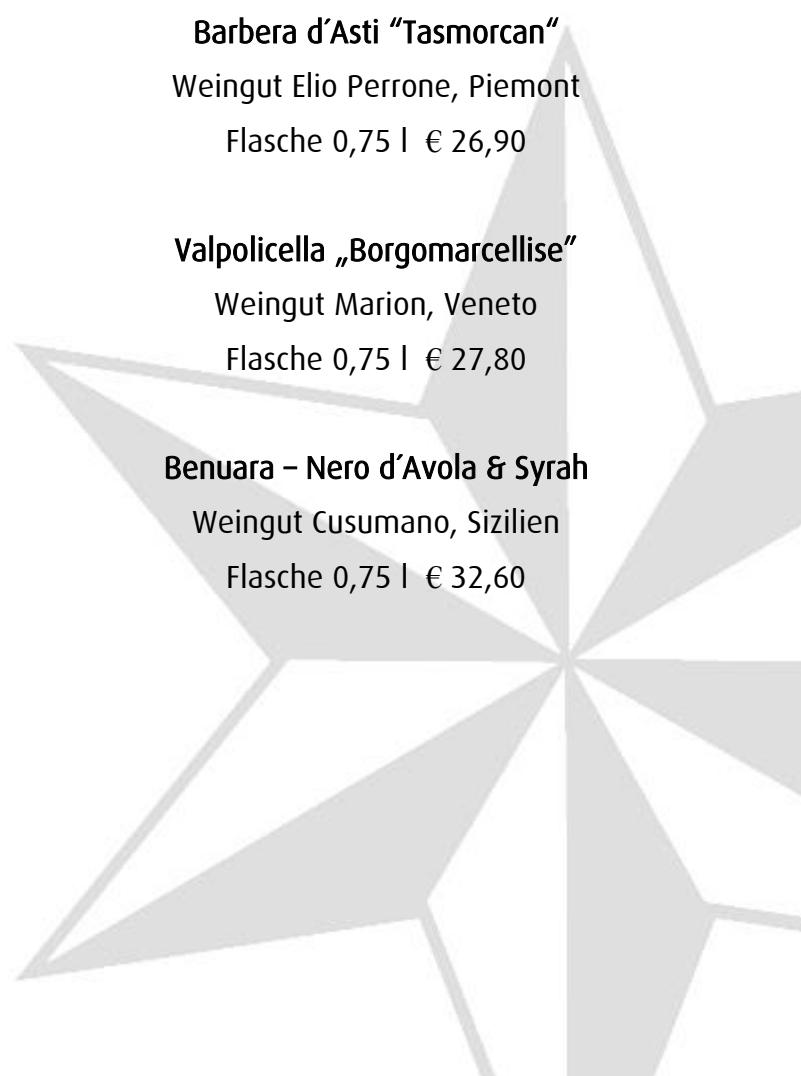 Barbera d´Asti “Tasmorcan“
Weingut Elio Perrone, Piemont
Flasche 0,75 l € 26,90
Valpolicella „Borgomarcellise”
Weingut Marion, Veneto
Flasche 0,75 l € 27,80
Benuara – Nero d´Avola & Syrah
Weingut Cusumano, Sizilien
Flasche 0,75 l € 32,60